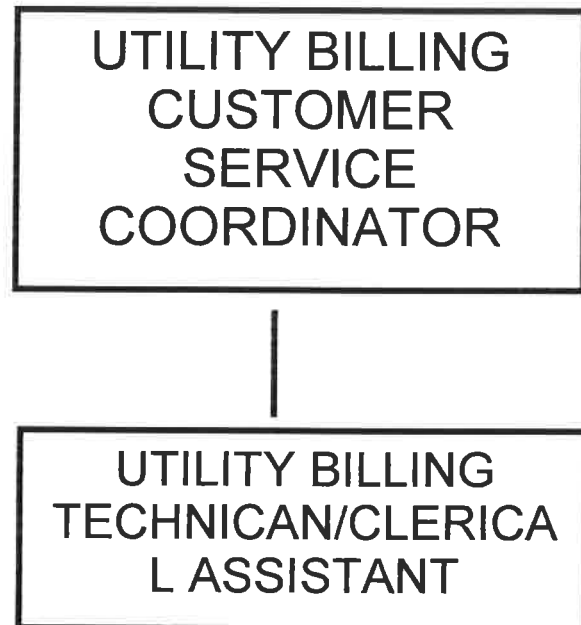 UTILITY BILLING
CUSTOMER
SERVICE
COORDINATOR
UTILITY BILLING
TECHNICAN/CLERICA
L ASSISTANT